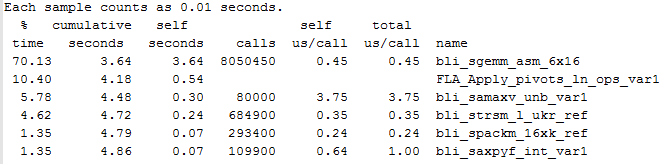 Each sample counts as 0.01 seconds.
% cumulative self self total
time seconds seconds calls us/call us/call name
70.13 3.64 3.64 8050450 0.45 0.45 bli_sgemm_asm_6x16
10.40 4.18 0.54 FLA_Apply_pivots_ln_ops_var1
5.78 4.48 0.30 80000 3.75 3.75 bli_samaxv_unb_var1
4.62 4.72 0.24 684900 0.35 0.35 bli_strsm_l_ukr_ref
1.35 4.79 0.07 293400 0.24 0.24 bli_spackm_16xk_ref
1.35 4.86 0.07 109900 0.64 1.00 bli_saxpyf_int_var1